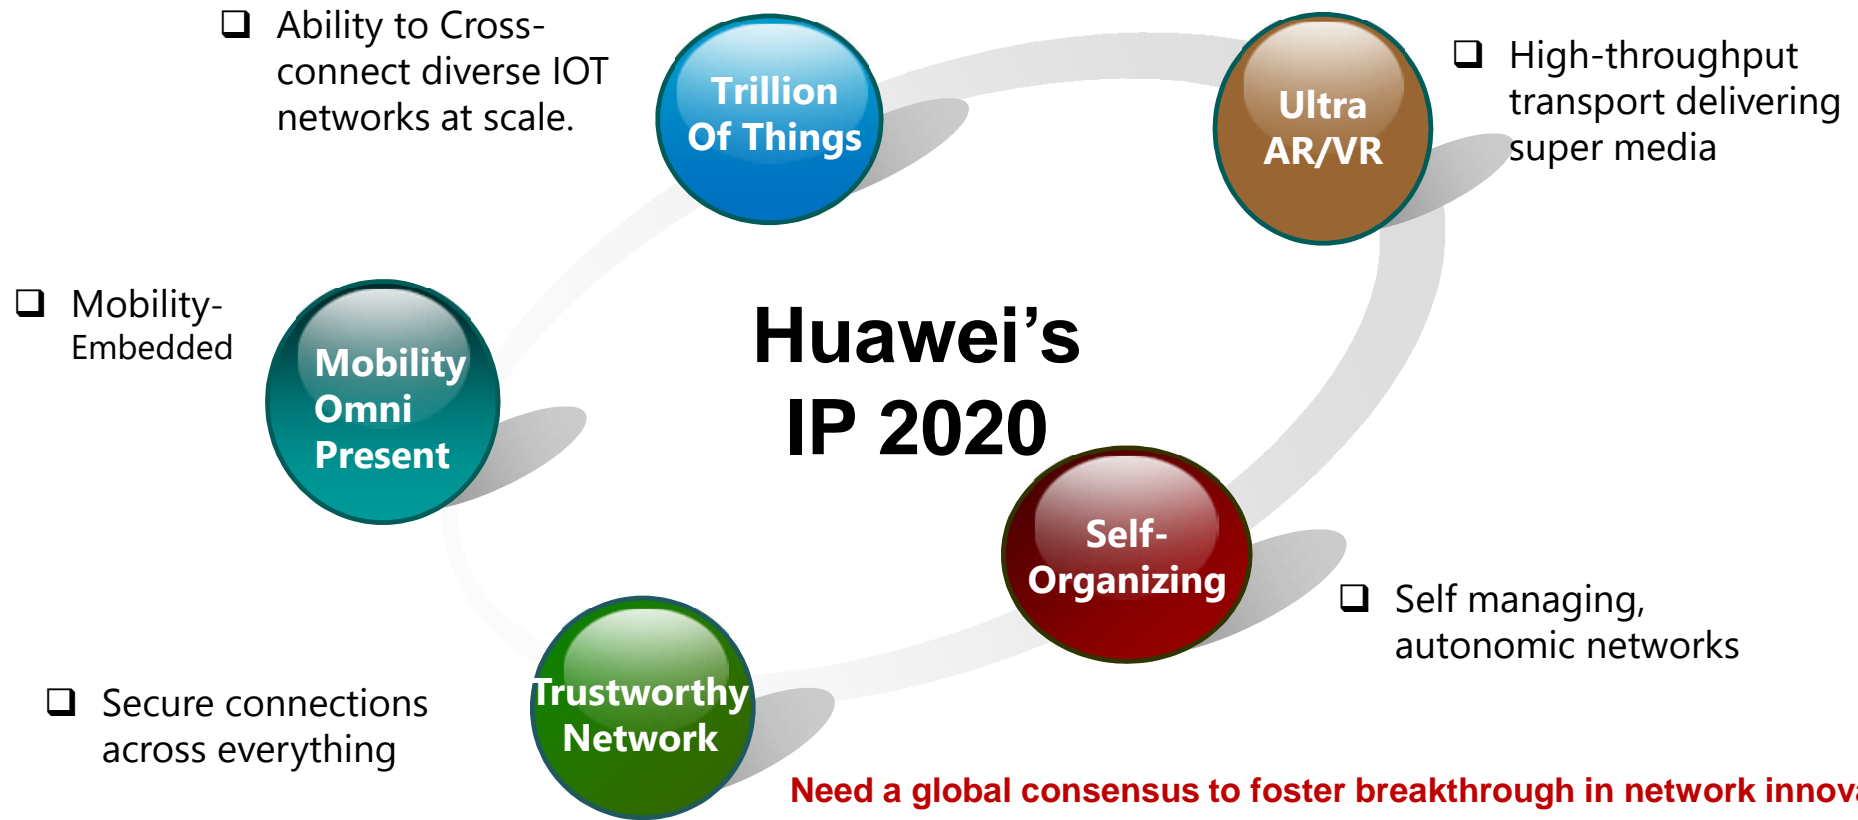 ❑ Ability to Cross-
connect diverse IOT
networks at scale.
Trillion
Of Things
Ultra
AR/VR
❑ High-throughput
transport delivering
super media
❑ Mobility-
Embedded
Mobility
Omni
Present
Huawei’s
IP 2020
Self-
Organizing
❑ Self managing,
autonomic networks
❑ Secure connections
across everything
Trustworthy
Network
Need a global consensus to foster breakthrough in network